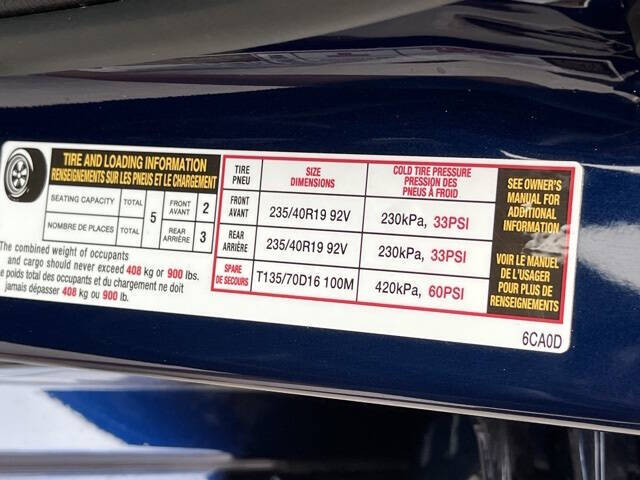 TIRE AND LOADING INFORMATION
RENSEIGNEMENTS SUR LES PNEUS ET LE CHARGEMENT
SEATING CAPACITY TOTAL 5 FRONT AVANT 2
NOMBRE DE PLACES TOTAL REAR ARRIÈRE 3
The combined weight of occupants
and cargo should never exceed 408 kg or 900 lbs.
poids total des occupants et du chargement ne doit
jamais dépasser 408 kg ou 900 lb.
TIRE PNEU SIZE DIMENSIONS COLD TIRE PRESSURE PRESSION DES PNEUS À FROID
FRONT AVANT 235/40R19 92V 230kPa, 33PSI
REAR ARRIÈRE 235/40R19 92V 230kPa, 33PSI
SPARE DE SECOURS T135/70D16 100M 420kPa, 60PSI
SEE OWNER'S
MANUAL FOR
ADDITIONAL
INFORMATION
VOIR LE MANUEL
DE L'USAGER
POUR PLUS DE
RENSEIGNEMENTS
6CA0D